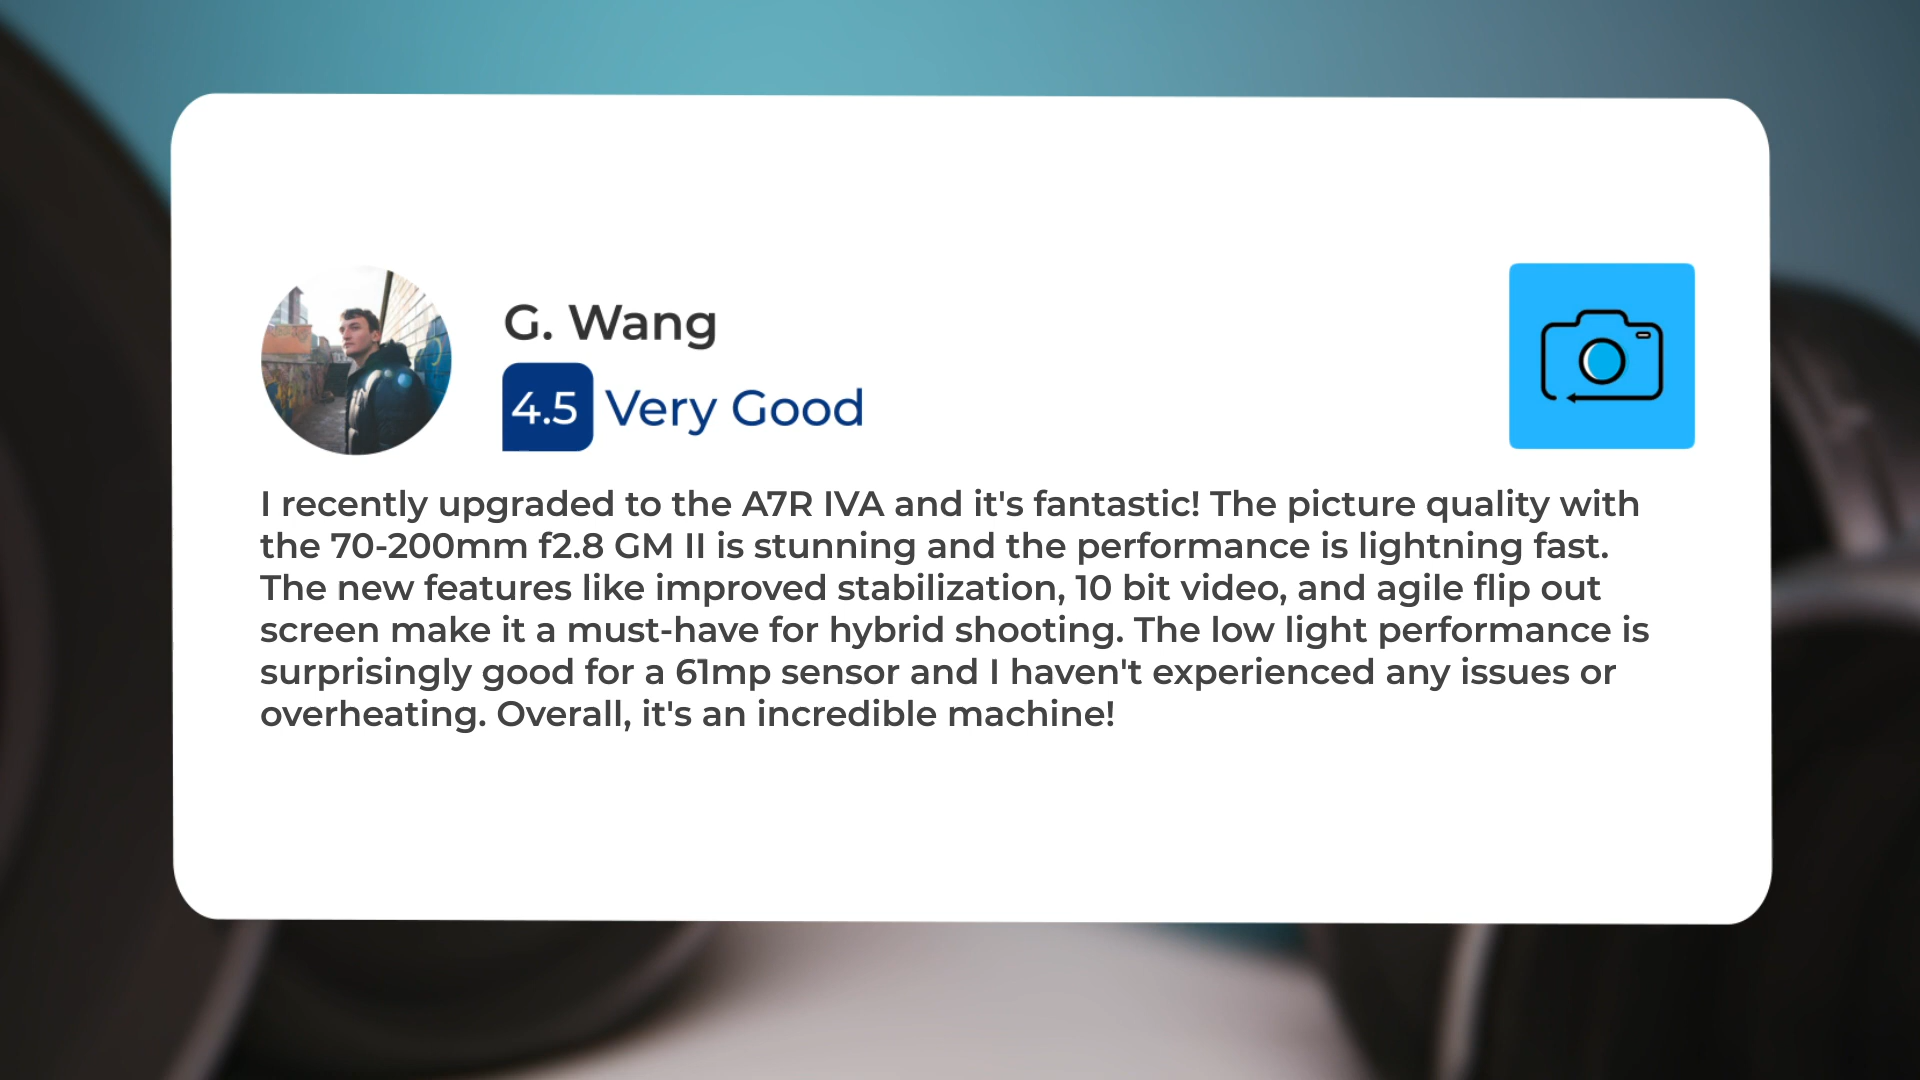 G. Wang
4.5 Very Good
I recently upgraded to the A7R IVA and it's fantastic! The picture quality with
the 70-200mm f2.8 GM II is stunning and the performance is lightning fast.
The new features like improved stabilization, 10 bit video, and agile flip out
screen make it a must-have for hybrid shooting. The low light performance is
surprisingly good for a 61mp sensor and I haven't experienced any issues or
overheating. Overall, it's an incredible machine!